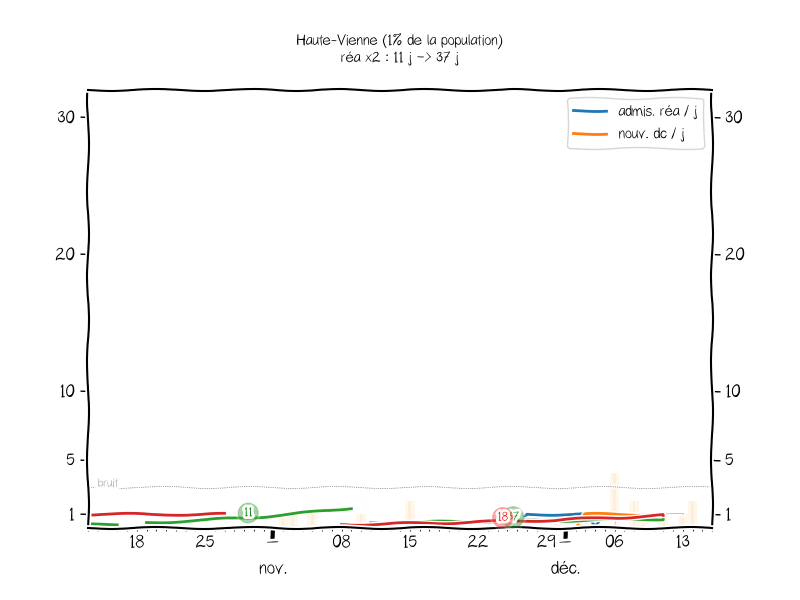 Haute-Vienne (1% de la population)
réa x2 : 11 j -> 37 j
admis. réa / j
nouv. dc / j
30
30
20
20
10
10
5
5
bruit
1
1
11
18
18
25
08
15
22
29
06
13
nov.
déc.